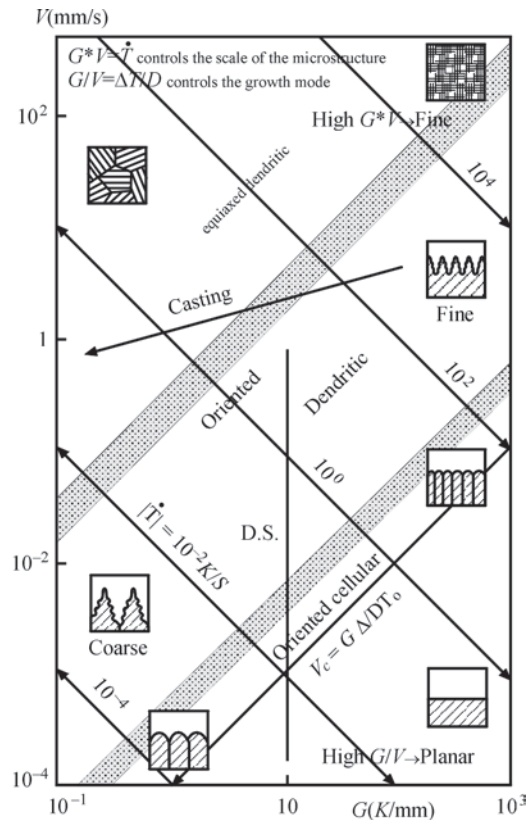 V(mm/s)
G*V=Ṫ controls the scale of the microstructure
G/V=ΔT/D controls the growth mode
High G*V→Fine
10²
10⁴
equiaxed dendritic
Fine
Casting
1
Oriented
Dendritic
10²
10⁰
|Ṫ| = 10⁻²K/S
D.S.
10⁻²
Oriented cellular
V꜀ = G Δ/DTₒ
Coarse
10⁻⁴
High G/V→Planar
10⁻⁴
10⁻¹
10
G(K/mm)
10³